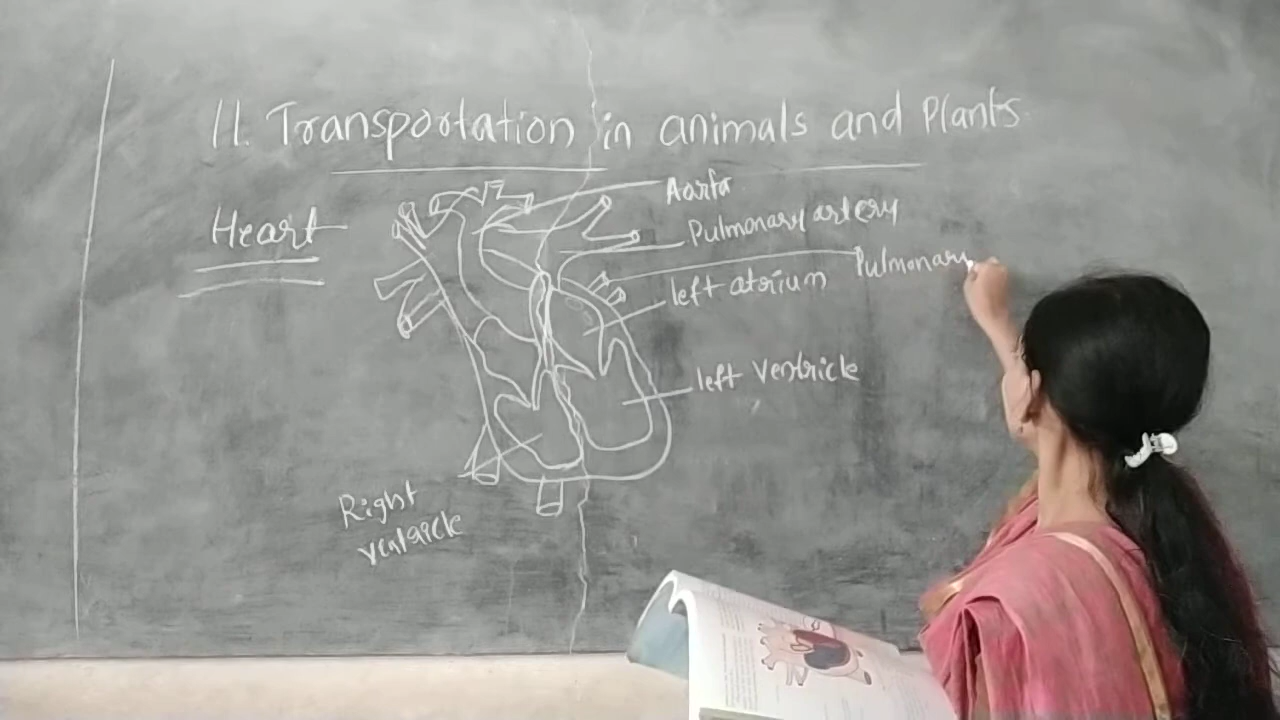 11. Transportation in animals and Plants
Heart
Aorta
Pulmonary artery
Pulmonary
left atrium
left Ventricle
Right
ventricle